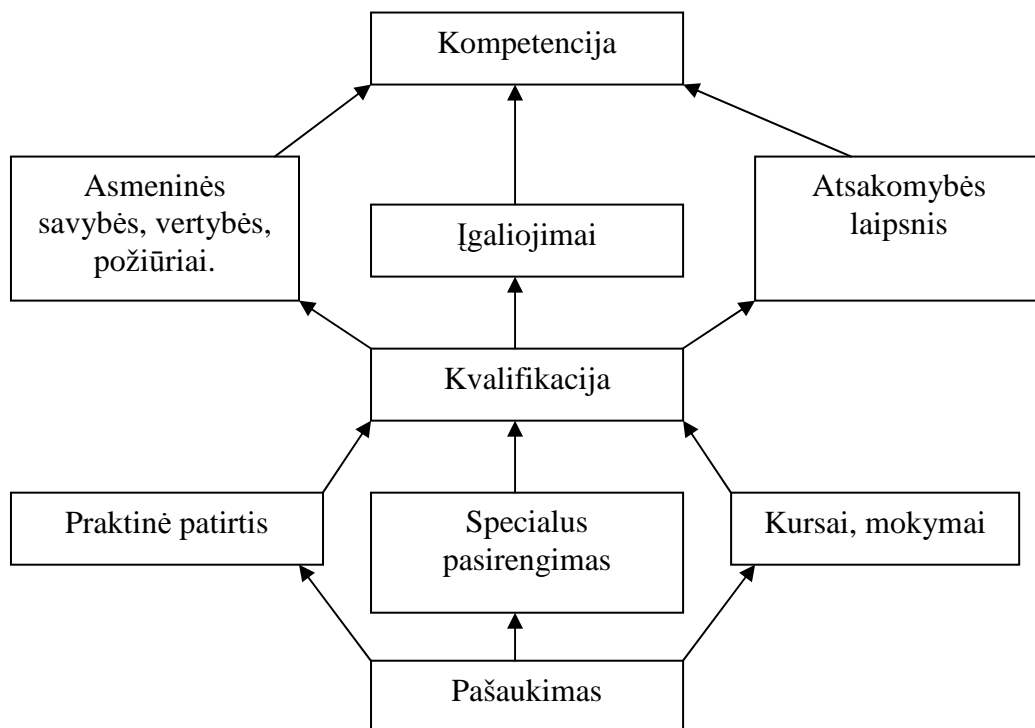 Kompetencija
Asmeninės
savybės, vertybės,
požiūriai.
Įgaliojimai
Atsakomybės
laipsnis
Kvalifikacija
Praktinė patirtis
Specialus
pasirengimas
Kursai, mokymai
Pašaukimas